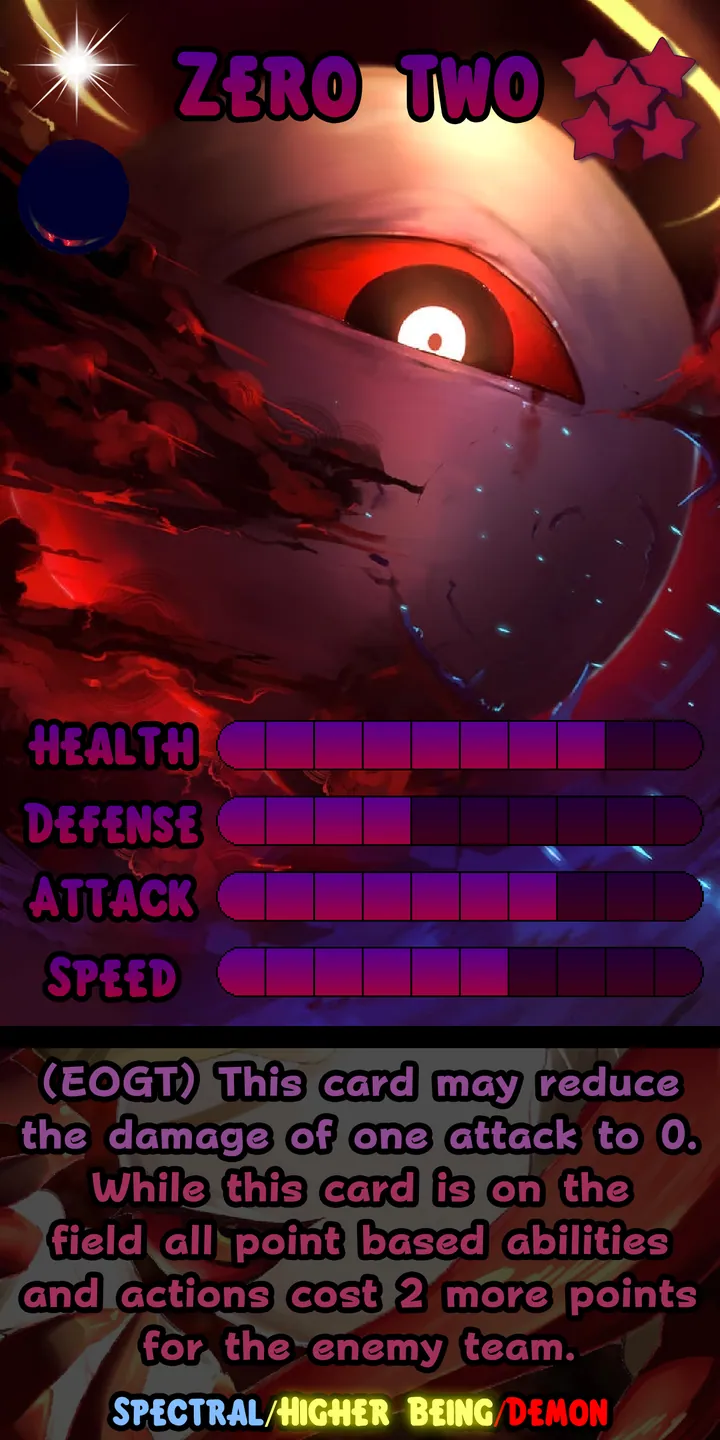 ZERO TWO
HEALTH
DEFENSE
ATTACK
SPEED
(EOGT) This card may reduce
the damage of one attack to 0.
While this card is on the
field all point based abilities
and actions cost 2 more points
for the enemy team.
SPECTRAL/HIGHER BEING/DEMON